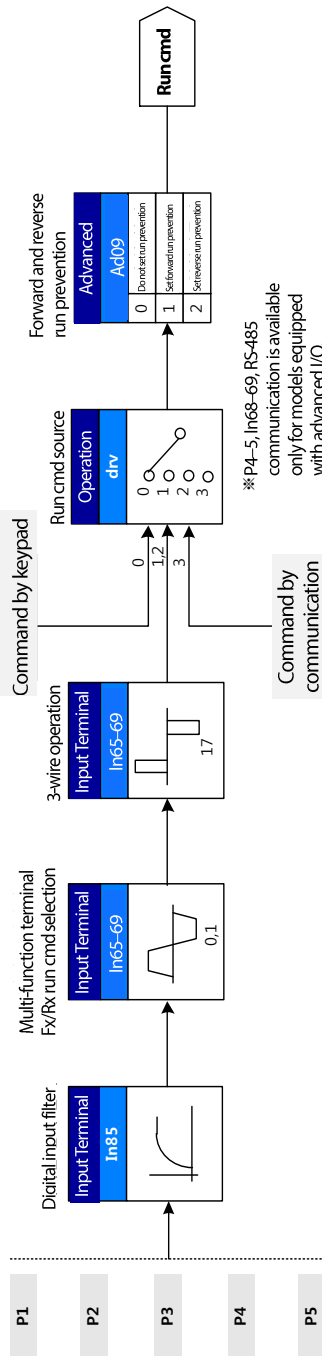 P1
P2
P3
P4
P5
Digital input filter
Input Terminal
In85
Multi-function terminal
Fx/Rx run cmd selection
Input Terminal
In65–69
0,1
3-wire operation
Input Terminal
In65–69
17
Command by keypad
0
1,2
3
Command by
communication
Run cmd source
Operation
drv
0
1
2
3
Forward and reverse
run prevention
Advanced
Ad09
0 Do not set run prevention
1 Set forward run prevention
2 Set reverse run prevention
Run cmd
※P4–5, In68–69, RS-485
communication is available
only for models equipped
with advanced I/O